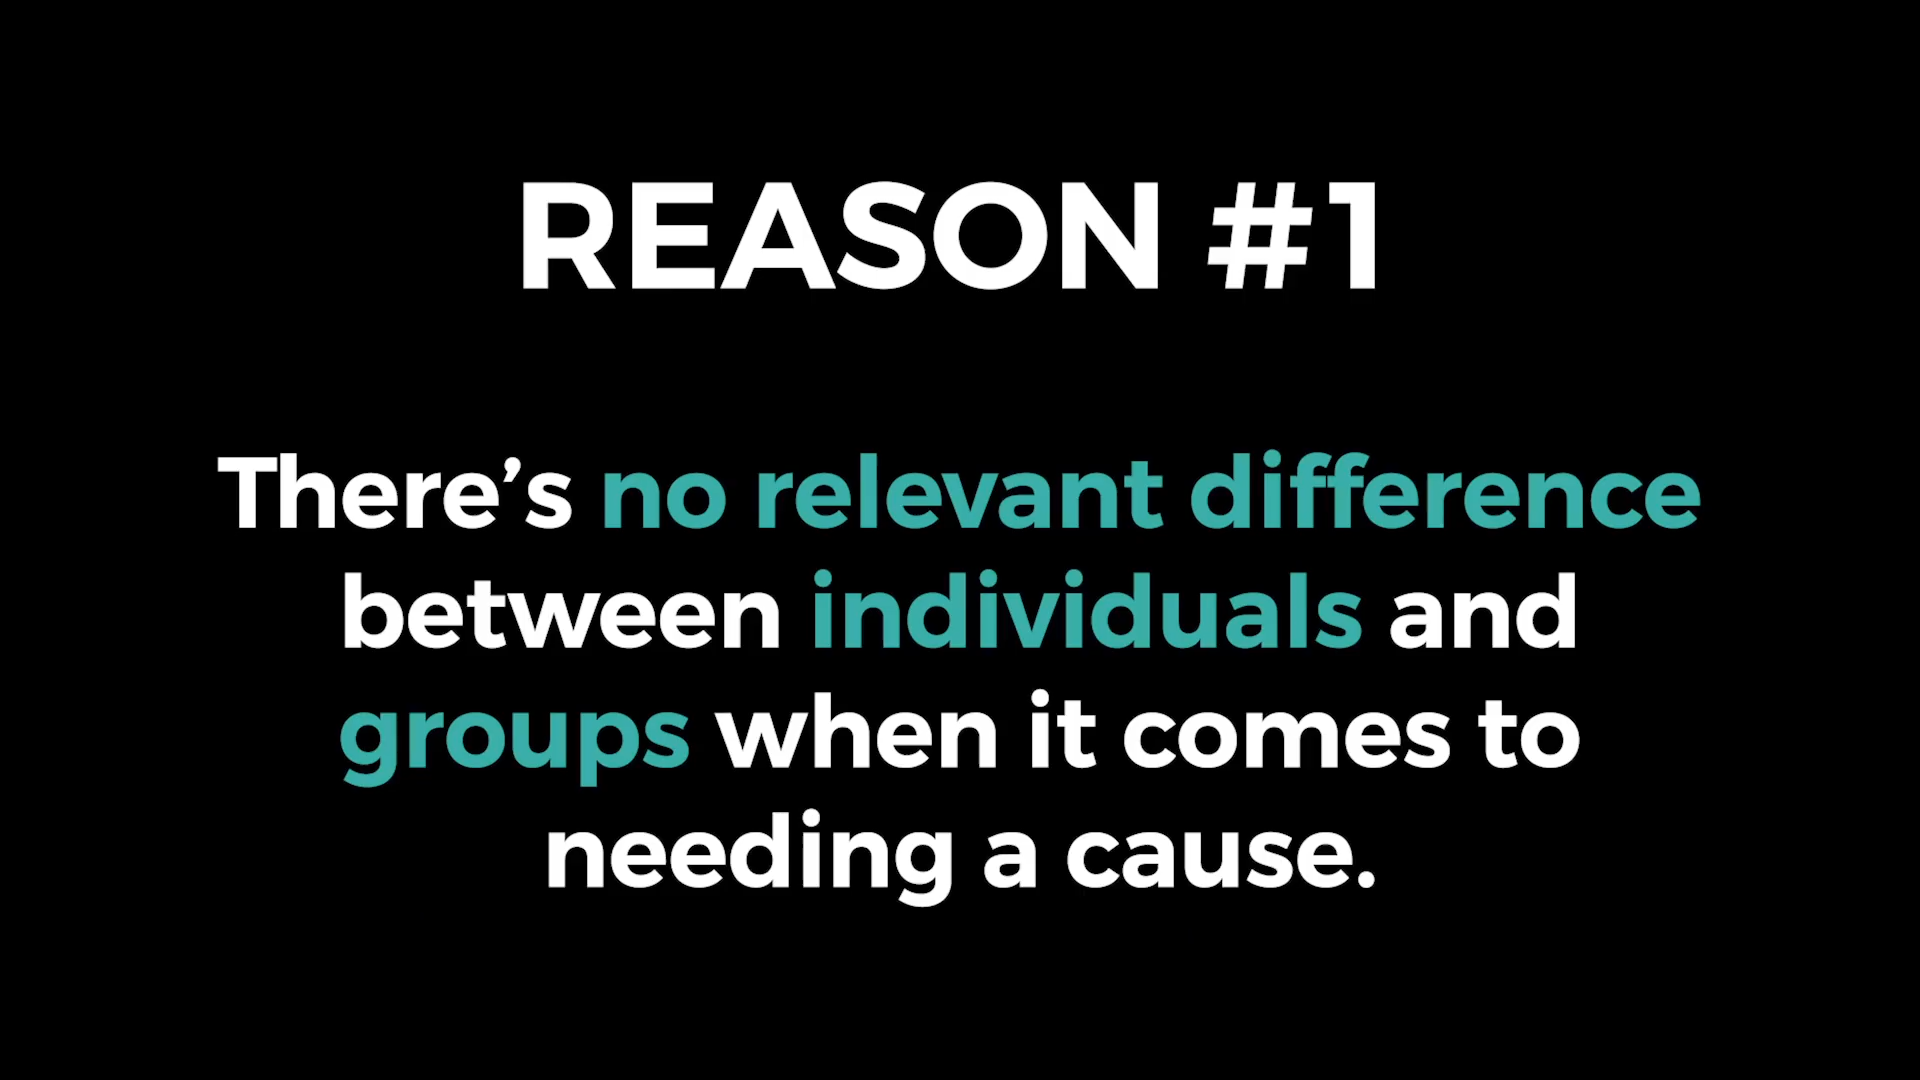 REASON #1
There’s no relevant difference
between individuals and
groups when it comes to
needing a cause.